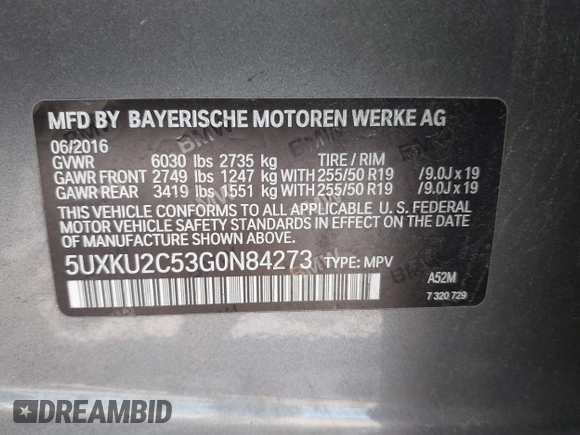 MFD BY BAYERISCHE MOTOREN WERKE AG
06/2016
GVWR 6030 lbs 2735 kg TIRE / RIM
GAWR FRONT 2749 lbs 1247 kg WITH 255/50 R19 /9.0J x 19
GAWR REAR 3419 lbs 1551 kg WITH 255/50 R19 /9.0J x 19
THIS VEHICLE CONFORMS TO ALL APPLICABLE U. S. FEDERAL
MOTOR VEHICLE SAFETY STANDARDS IN EFFECT ON THE DATE
OF MANUFACTURE SHOWN ABOVE.
5UXKU2C53G0N84273 TYPE: MPV
A52M
7 320 729
DREAMBID